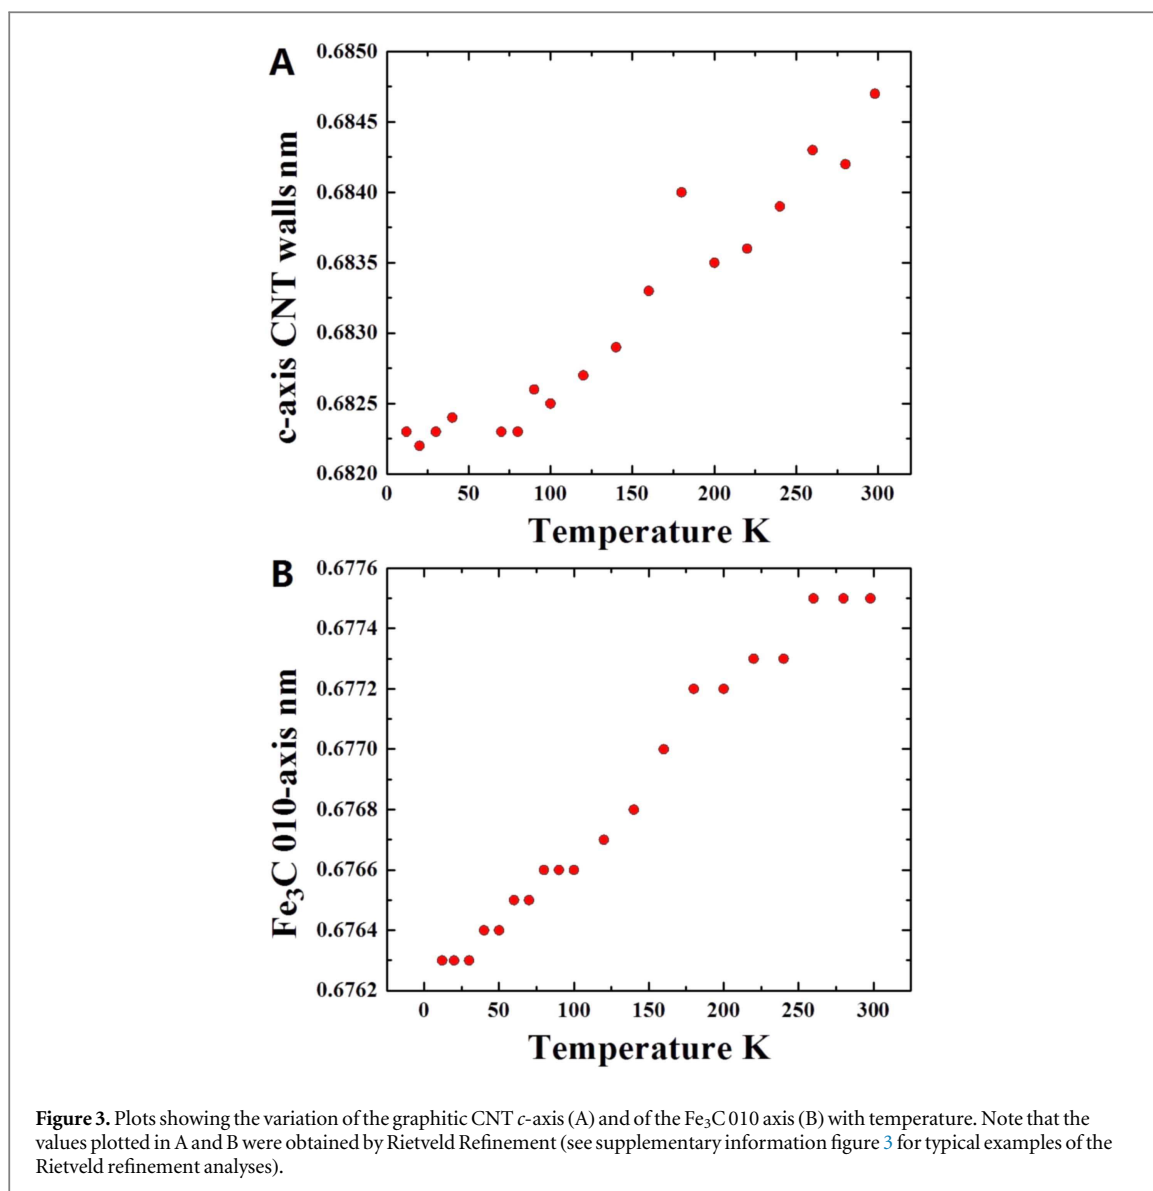 A
0.6850
0.6845
0.6840
0.6835
0.6830
0.6825
0.6820
c-axis CNT walls nm
0 50 100 150 200 250 300
Temperature K
B
0.6776
0.6774
0.6772
0.6770
0.6768
0.6766
0.6764
0.6762
Fe₃C 010-axis nm
0 50 100 150 200 250 300
Temperature K
Figure 3. Plots showing the variation of the graphitic CNT c-axis (A) and of the Fe₃C 010 axis (B) with temperature. Note that the
values plotted in A and B were obtained by Rietveld Refinement (see supplementary information figure 3 for typical examples of the
Rietveld refinement analyses).